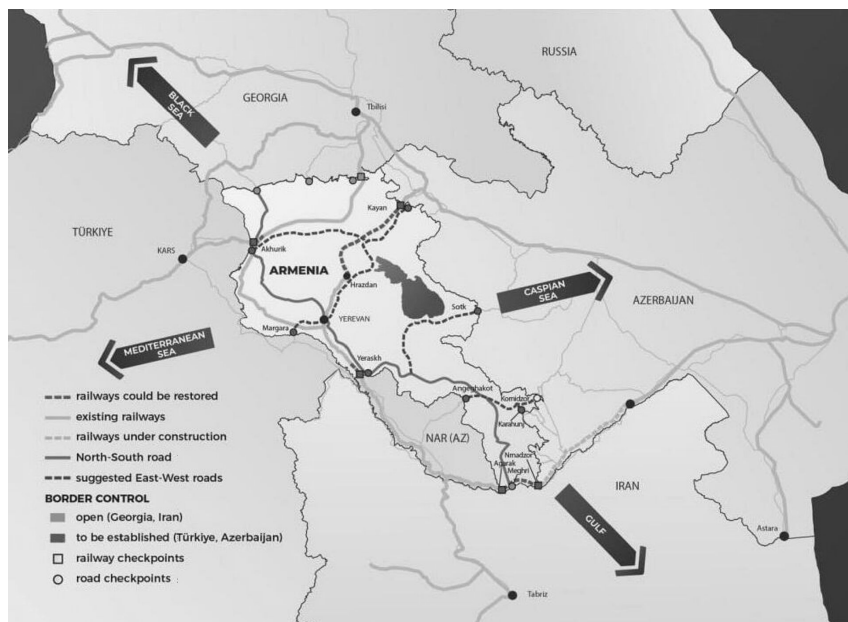 RUSSIA
BLACK
SEA
GEORGIA
Tbilisi
Kayan
TÜRKIYE
KARS
Akhurik
ARMENIA
Hrazdan
CASPIAN
SEA
AZERBAIJAN
Sotk
Margara
YEREVAN
MEDITERRANEAN
SEA
Yeraskh
Angeghakot
Kornidzor
Karahunj
NAR (AZ)
Nrnadzor
Agarak
Meghri
IRAN
GULF
Astara
Tabriz
railways could be restored
existing railways
railways under construction
North-South road
suggested East-West roads
BORDER CONTROL
open (Georgia, Iran)
to be established (Türkiye, Azerbaijan)
railway checkpoints
road checkpoints